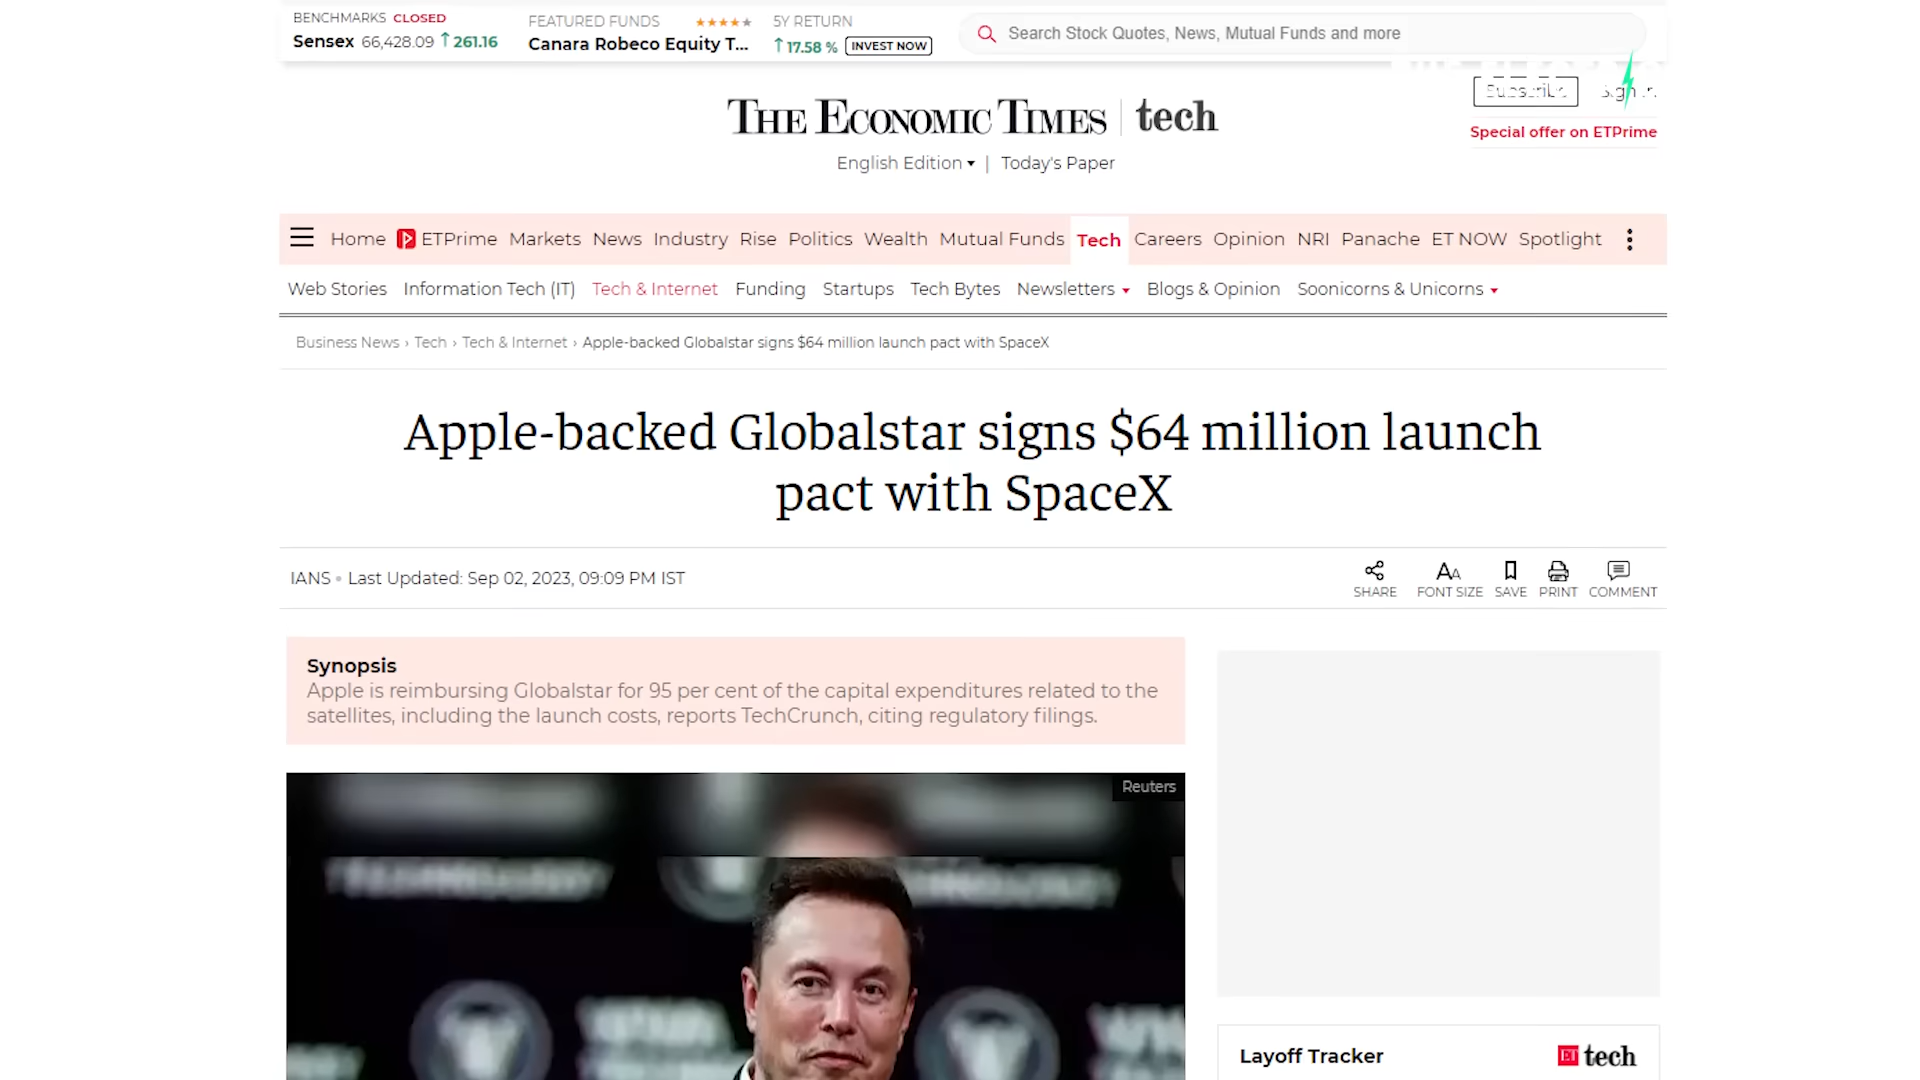 BENCHMARKS CLOSED
Sensex 66,428.09 ↑ 261.16
FEATURED FUNDS ★★★★★
Canara Robeco Equity T...
5Y RETURN
↑ 17.58 % INVEST NOW
Search Stock Quotes, News, Mutual Funds and more
Subscribe
Special offer on ETPrime
THE ECONOMIC TIMES | tech
English Edition ▾ | Today's Paper
Home ETPrime Markets News Industry Rise Politics Wealth Mutual Funds Tech Careers Opinion NRI Panache ET NOW Spotlight
Web Stories Information Tech (IT) Tech & Internet Funding Startups Tech Bytes Newsletters ▾ Blogs & Opinion Soonicorns & Unicorns ▾
Business News › Tech › Tech & Internet › Apple-backed Globalstar signs $64 million launch pact with SpaceX
Apple-backed Globalstar signs $64 million launch
pact with SpaceX
IANS • Last Updated: Sep 02, 2023, 09:09 PM IST
SHARE FONT SIZE SAVE PRINT COMMENT
Synopsis
Apple is reimbursing Globalstar for 95 per cent of the capital expenditures related to the
satellites, including the launch costs, reports TechCrunch, citing regulatory filings.
Reuters
TECHNOLOGY
Layoff Tracker
ET tech